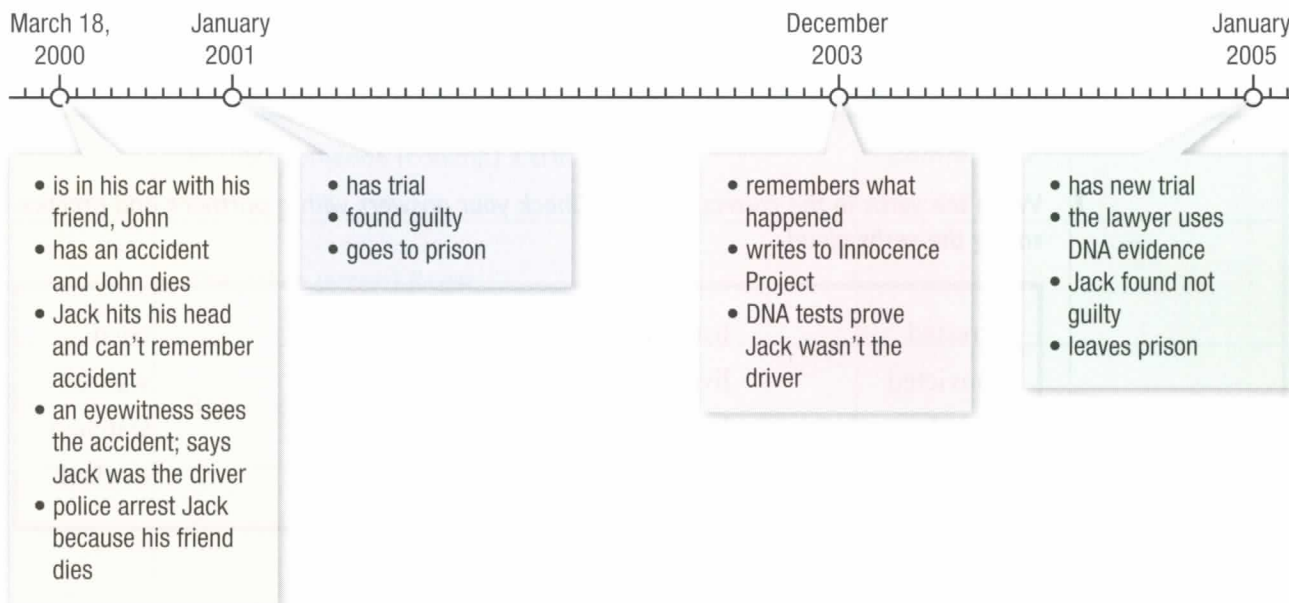 March 18,
2000
January
2001
December
2003
January
2005
• is in his car with his
friend, John
• has an accident
and John dies
• Jack hits his head
and can't remember
accident
• an eyewitness sees
the accident; says
Jack was the driver
• police arrest Jack
because his friend
dies
• has trial
• found guilty
• goes to prison
• remembers what
happened
• writes to Innocence
Project
• DNA tests prove
Jack wasn't the
driver
• has new trial
• the lawyer uses
DNA evidence
• Jack found not
guilty
• leaves prison